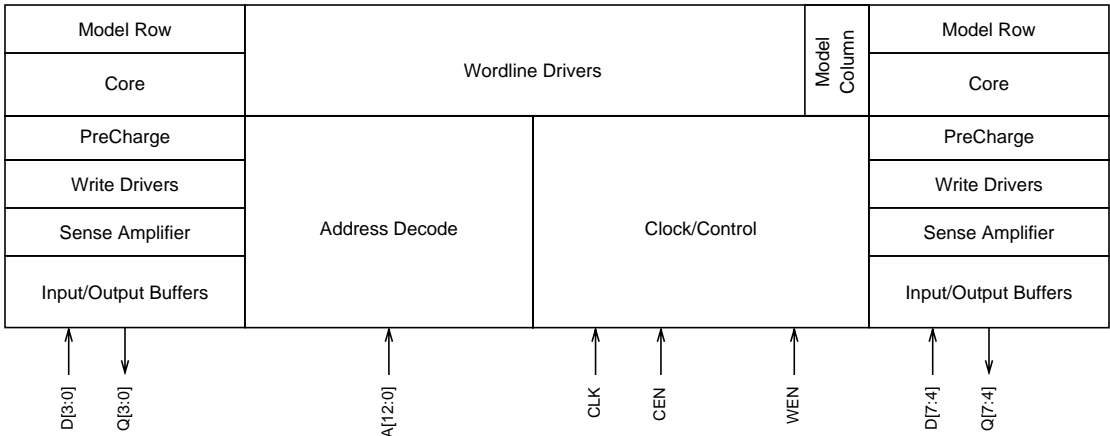 Model Row
Core
PreCharge
Write Drivers
Sense Amplifier
Input/Output Buffers
Wordline Drivers
Model
Column
Address Decode
Clock/Control
Model Row
Core
PreCharge
Write Drivers
Sense Amplifier
Input/Output Buffers
D[3:0]
Q[3:0]
A[12:0]
CLK
CEN
WEN
D[7:4]
Q[7:4]